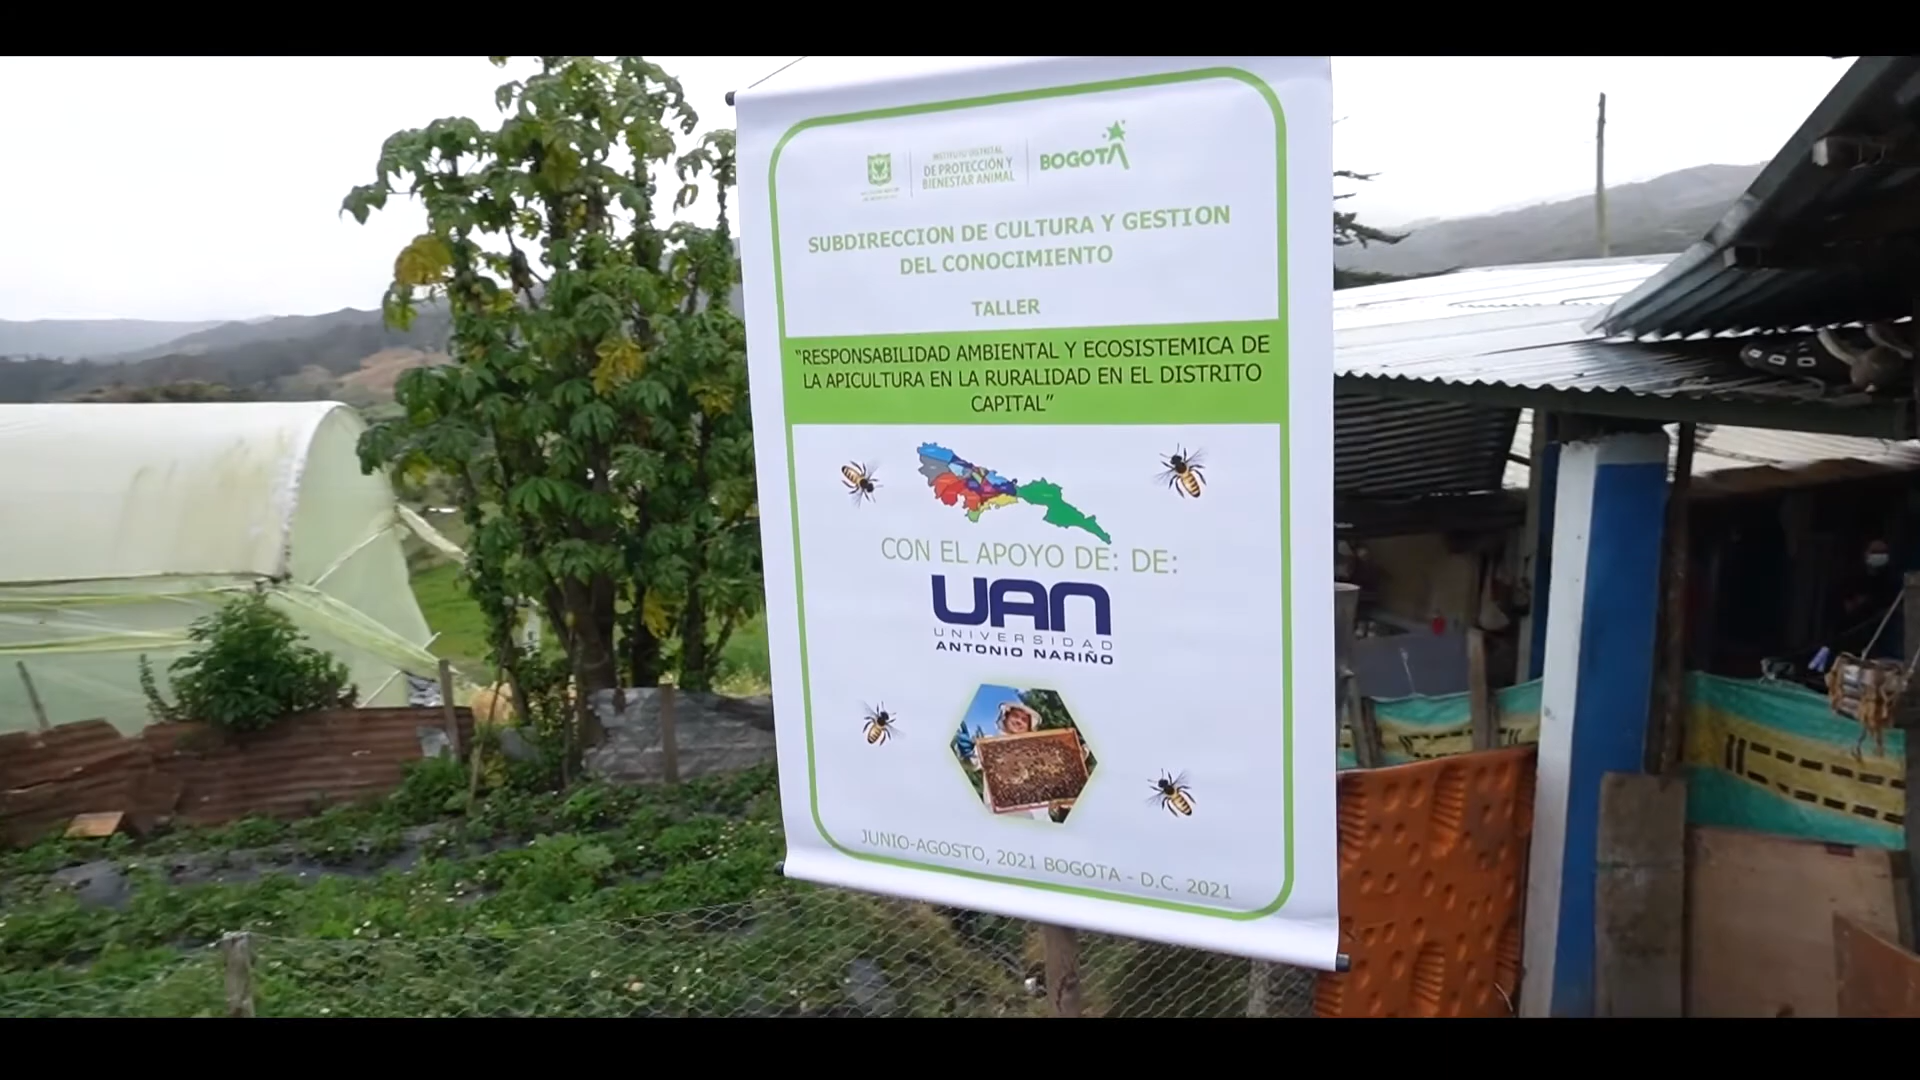 INSTITUTO DISTRITAL
DE PROTECCIÓN Y
BIENESTAR ANIMAL
BOGOTÁ
SUBDIRECCION DE CULTURA Y GESTION
DEL CONOCIMIENTO
TALLER
"RESPONSABILIDAD AMBIENTAL Y ECOSISTEMICA DE
LA APICULTURA EN LA RURALIDAD EN EL DISTRITO
CAPITAL"
CON EL APOYO DE: DE:
UAN
UNIVERSIDAD
ANTONIO NARIÑO
JUNIO-AGOSTO, 2021 BOGOTA - D.C. 2021